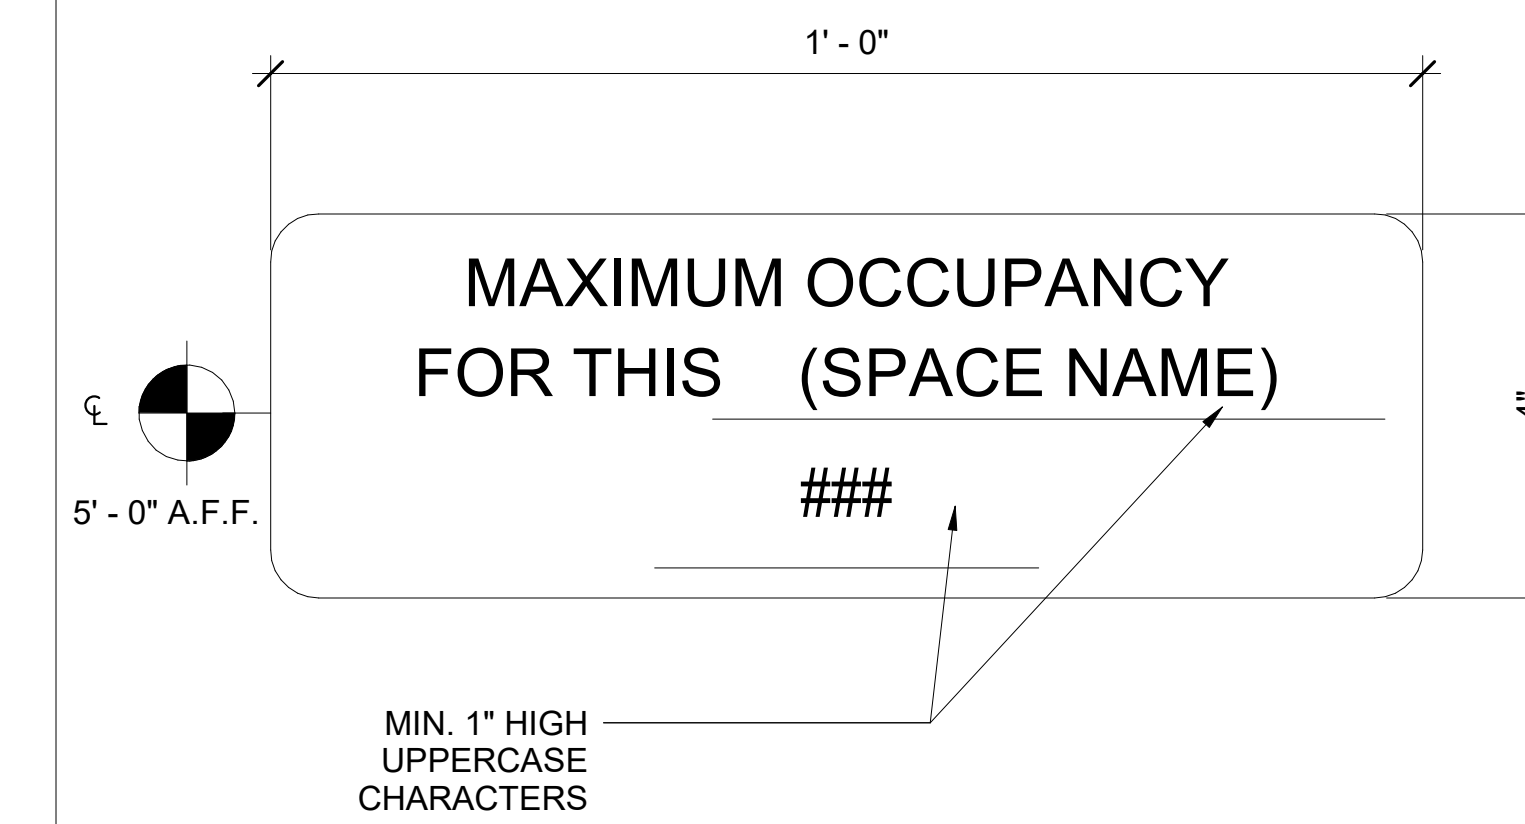 1' - 0"
MAXIMUM OCCUPANCY
FOR THIS (SPACE NAME)
###
℄
5' - 0" A.F.F.
MIN. 1" HIGH
UPPERCASE
CHARACTERS